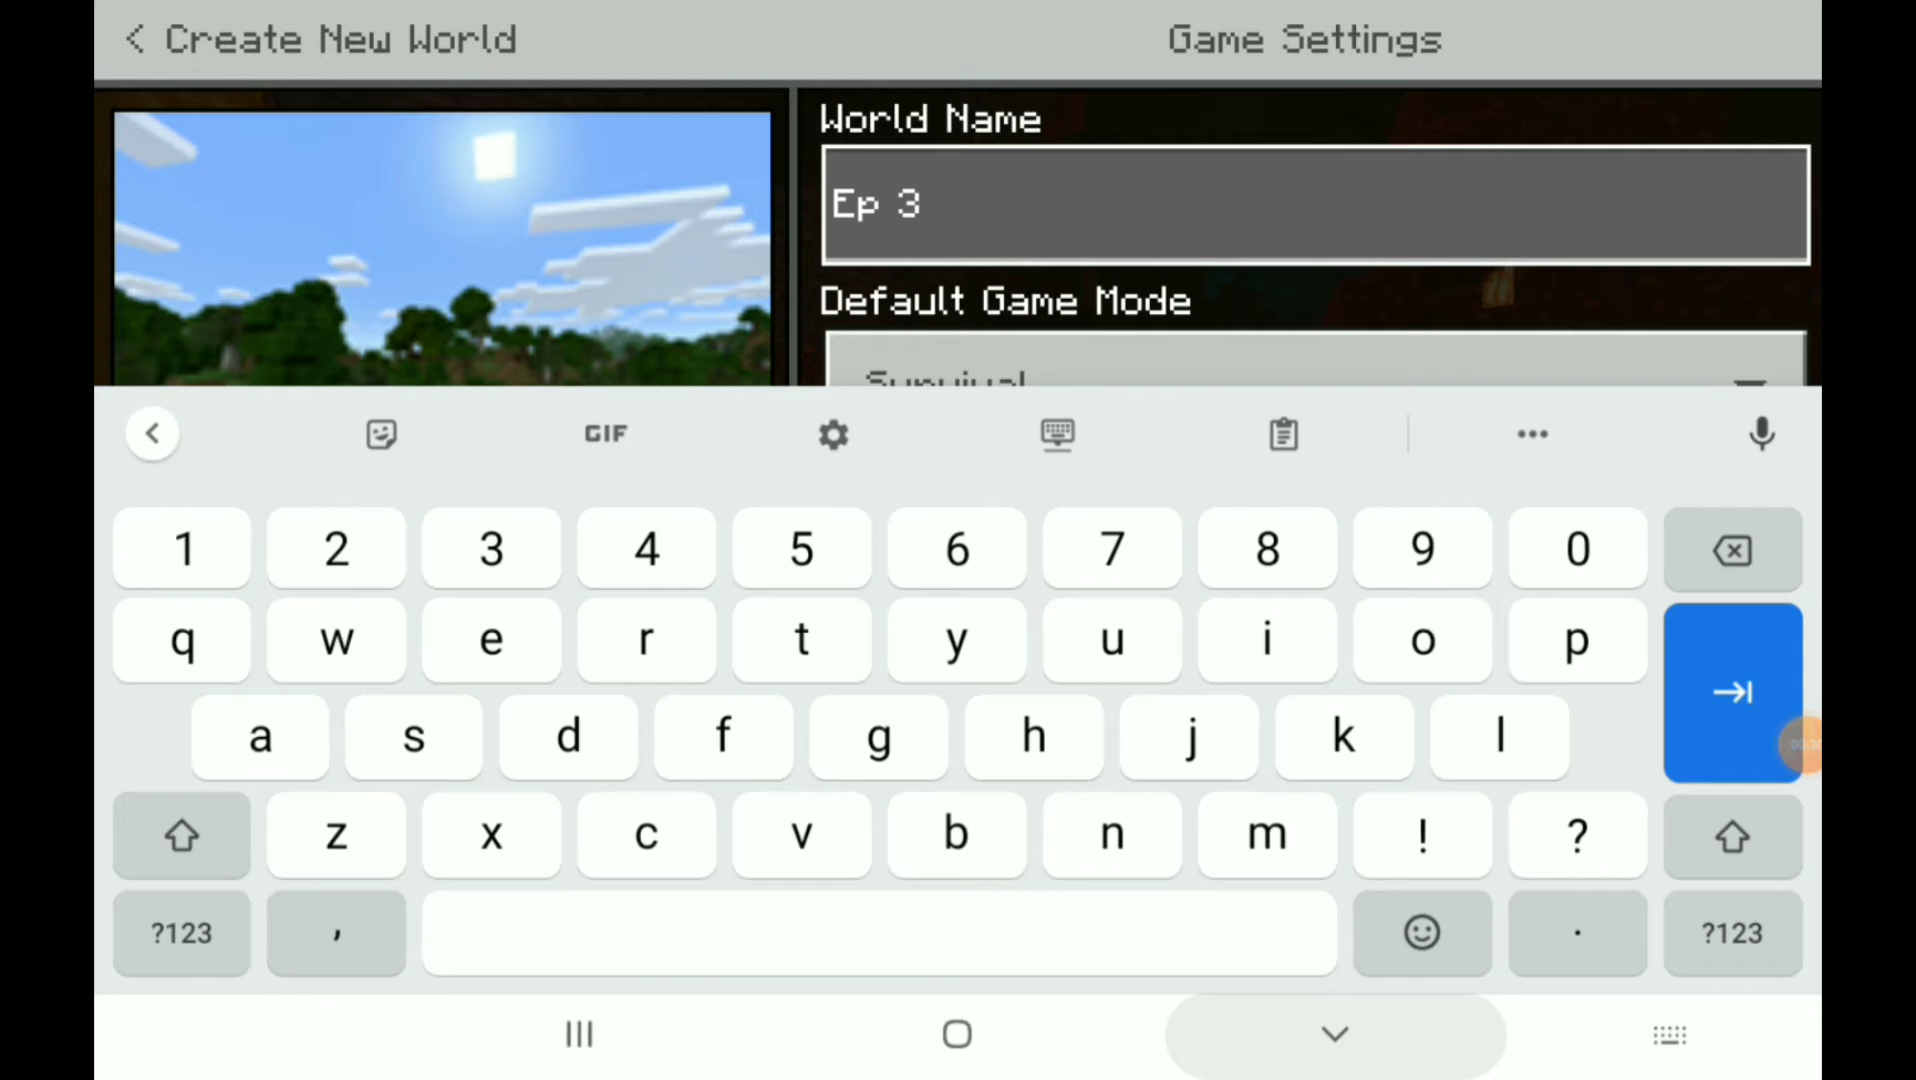 Create New World
Game Settings
World Name
Ep 3
Default Game Mode
Survival
GIF
1 2 3 4 5 6 7 8 9 0
q w e r t y u i o p
a s d f g h j k l
z x c v b n m ! ?
?123 , . ?123